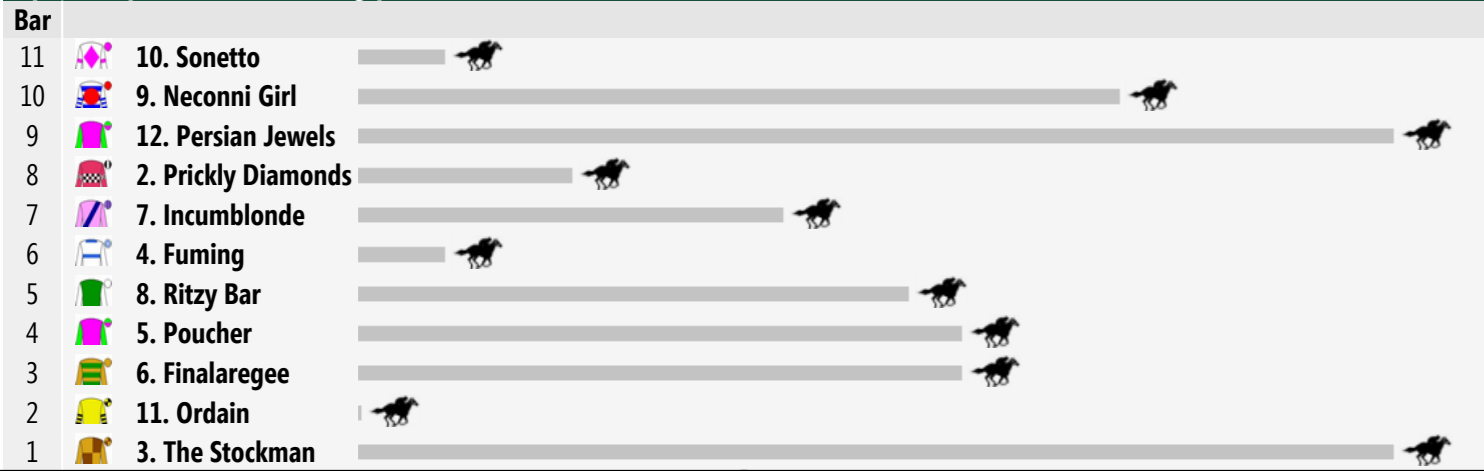 Bar
11 10. Sonetto
10 9. Neconni Girl
9 12. Persian Jewels
8 2. Prickly Diamonds
7 7. Incumblonde
6 4. Fuming
5 8. Ritzy Bar
4 5. Poucher
3 6. Finalaregee
2 11. Ordain
1 3. The Stockman